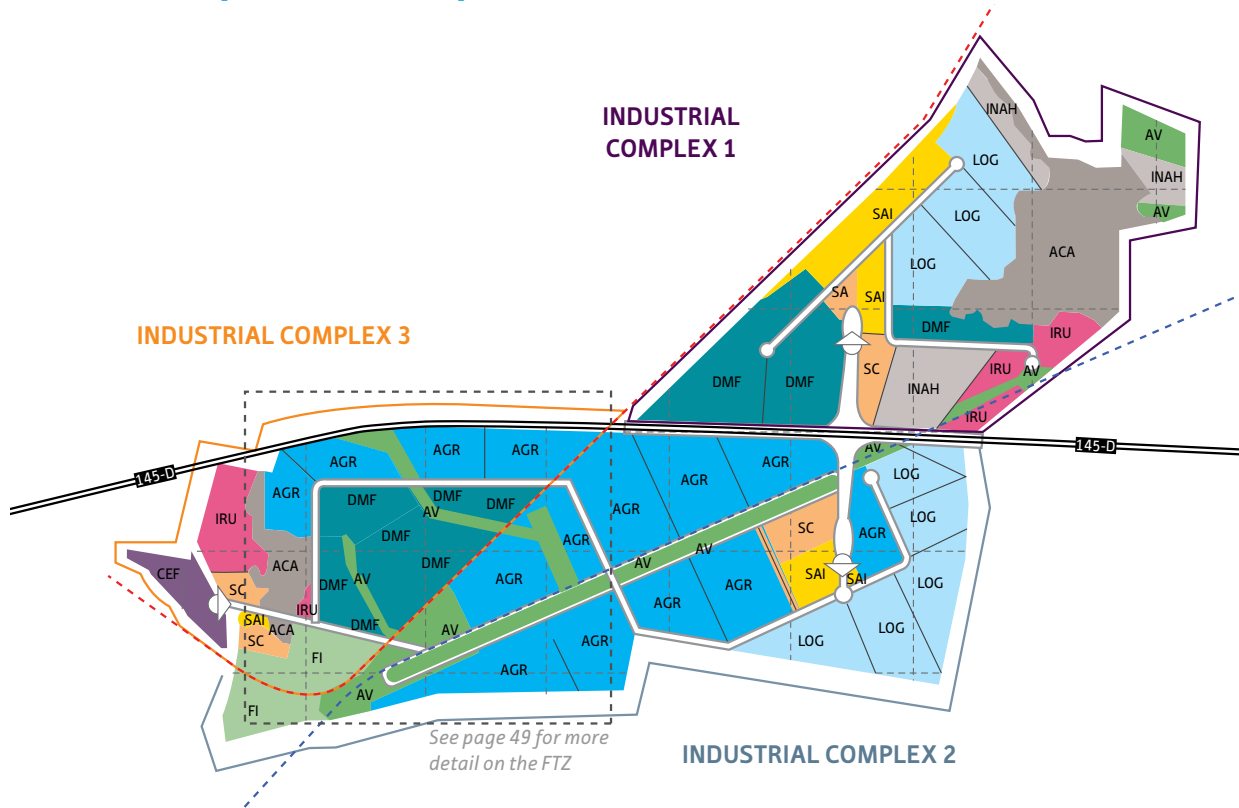 INDUSTRIAL
COMPLEX 1
INAH
AV
LOG
INAH
AV
SAI
LOG
ACA
LOG
SA
SAI
DMF
IRU
INDUSTRIAL COMPLEX 3
SC
IRU
AV
DMF
DMF
INAH
IRU
145-D
145-D
AV
AGR
AGR
AGR
AGR
AGR
LOG
AGR
DMF
DMF
DMF
AV
AGR
LOG
IRU
DMF
SC
AGR
AGR
CEF
ACA
DMF
AV
AV
SC
DMF
AV
AGR
SAI
SAI
LOG
AGR
AGR
IRU
SAI
ACA
DMF
AV
SC
AGR
LOG
LOG
FI
AGR
AV
FI
See page 49 for more
detail on the FTZ
INDUSTRIAL COMPLEX 2